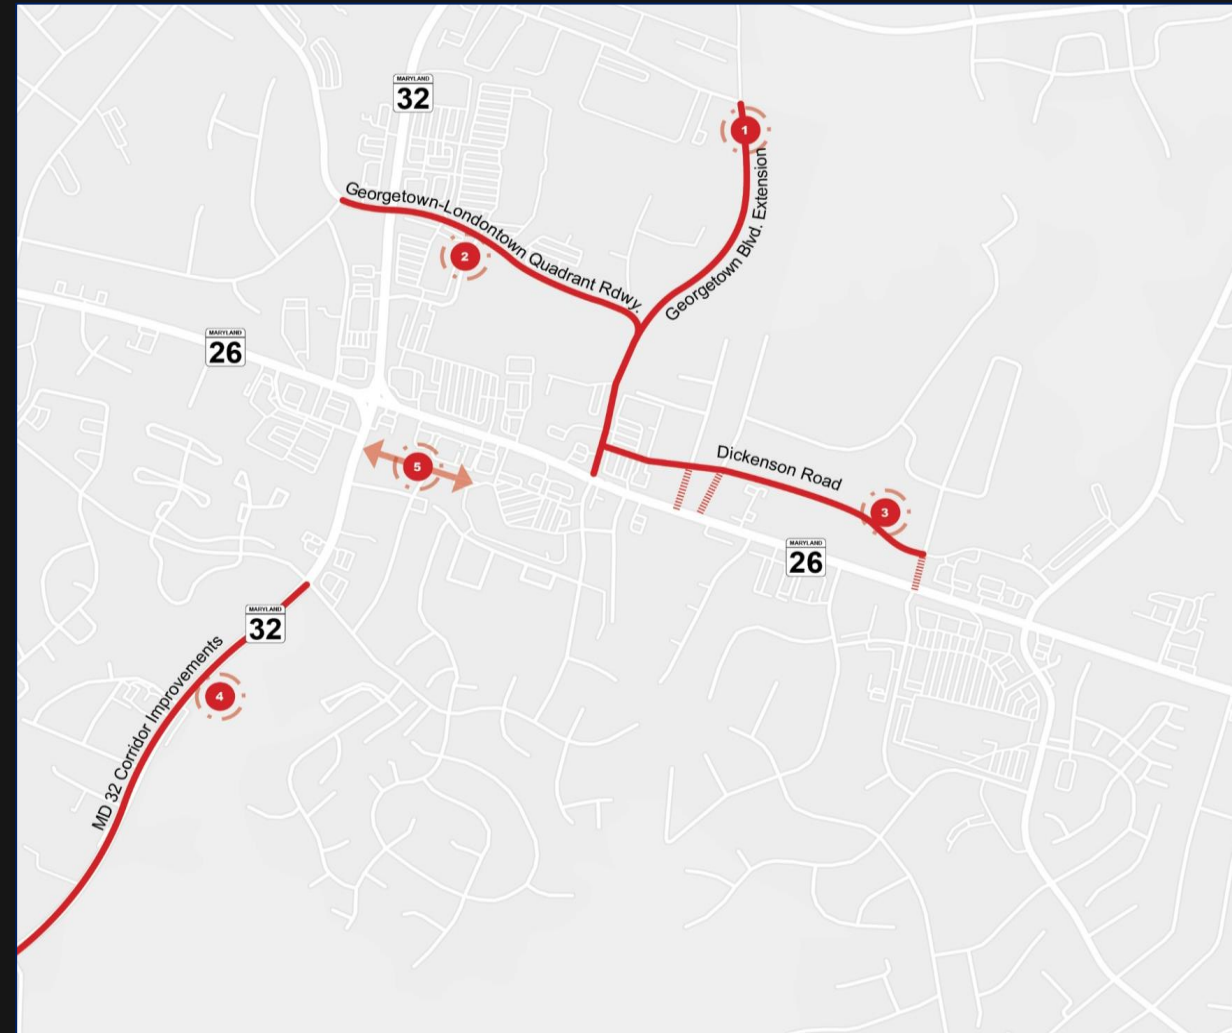 MARYLAND
32
1
Georgetown-Londontown Quadrant Rdwy.
Georgetown Blvd. Extension
2
MARYLAND
26
5
Dickenson Road
3
MARYLAND
26
MARYLAND
32
MD 32 Corridor Improvements
4